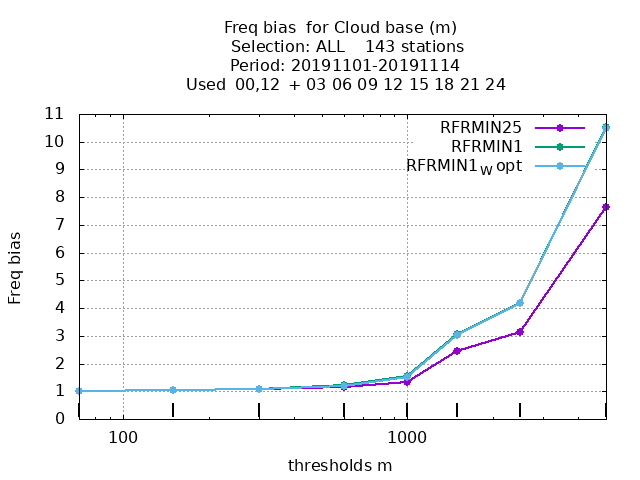 Freq bias  for Cloud base (m)
Selection: ALL    143 stations
Period: 20191101-20191114
Used  00,12  + 03 06 09 12 15 18 21 24
RFRMIN25
RFRMIN1
RFRMIN1_W opt
Freq bias
11
10
9
8
7
6
5
4
3
2
1
0
100
1000
thresholds m